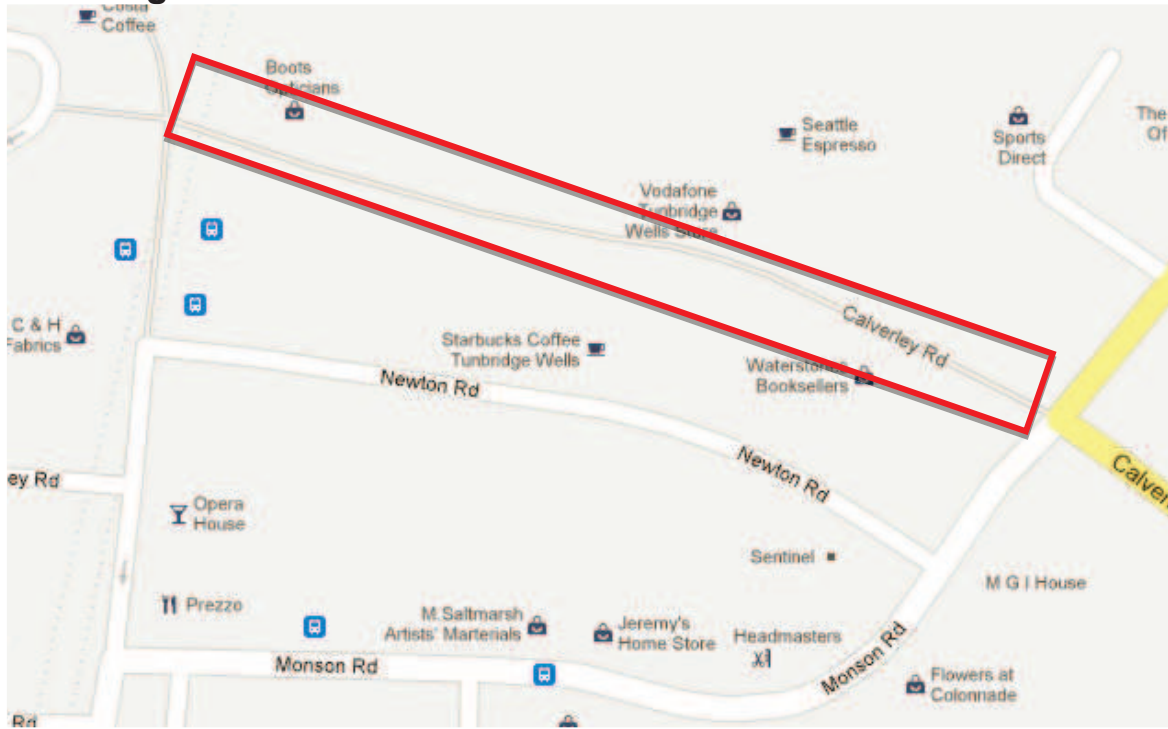 Costa
Coffee
Boots
Opticians
The
Of
Seattle
Espresso
Sports
Direct
Vodafone
Tunbridge
Wells Store
C & H
Fabrics
Starbucks Coffee
Tunbridge Wells
Calverley Rd
Waterstone's
Booksellers
Newton Rd
Newton Rd
Calver
ey Rd
Opera
House
Sentinel
M G I House
Prezzo
M.Saltmarsh
Artists' Marterials
Jeremy's
Home Store
Headmasters
Monson Rd
Monson Rd
Flowers at
Colonnade
Rd